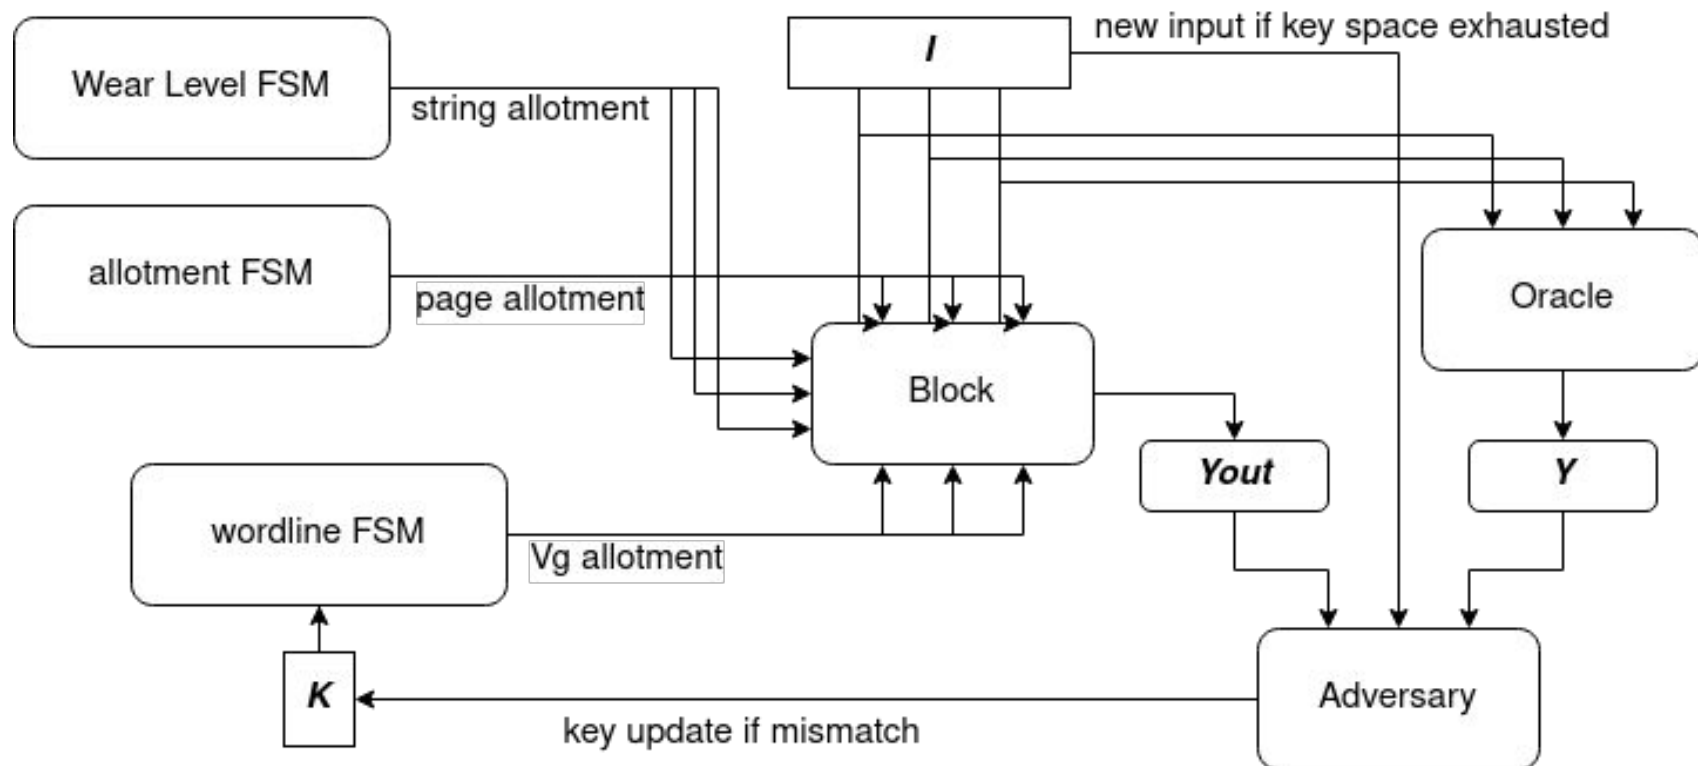 new input if key space exhausted
I
Wear Level FSM
string allotment
allotment FSM
page allotment
Oracle
Block
Yout
Y
wordline FSM
Vg allotment
K
Adversary
key update if mismatch